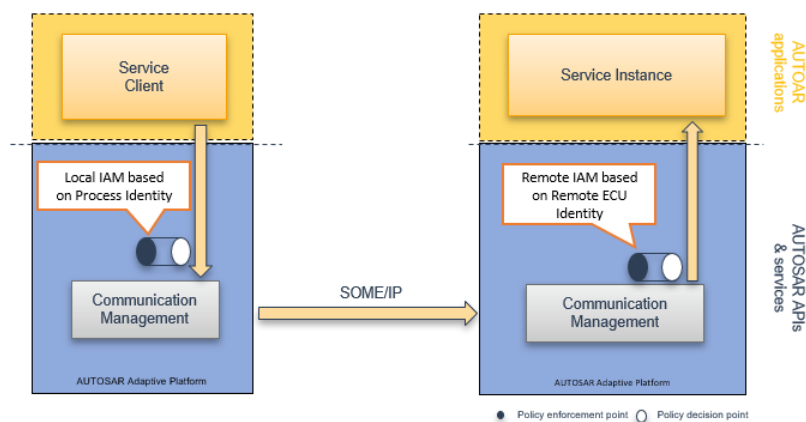 Service
Client
Service Instance
AUTOAR
applications
Local IAM based
on Process Identity
Remote IAM based
on Remote ECU
Identity
AUTOSAR APIs
& services
Communication
Management
SOME/IP
Communication
Management
AUTOSAR Adaptive Platform
AUTOSAR Adaptive Platform
Policy enforcement point
Policy decision point